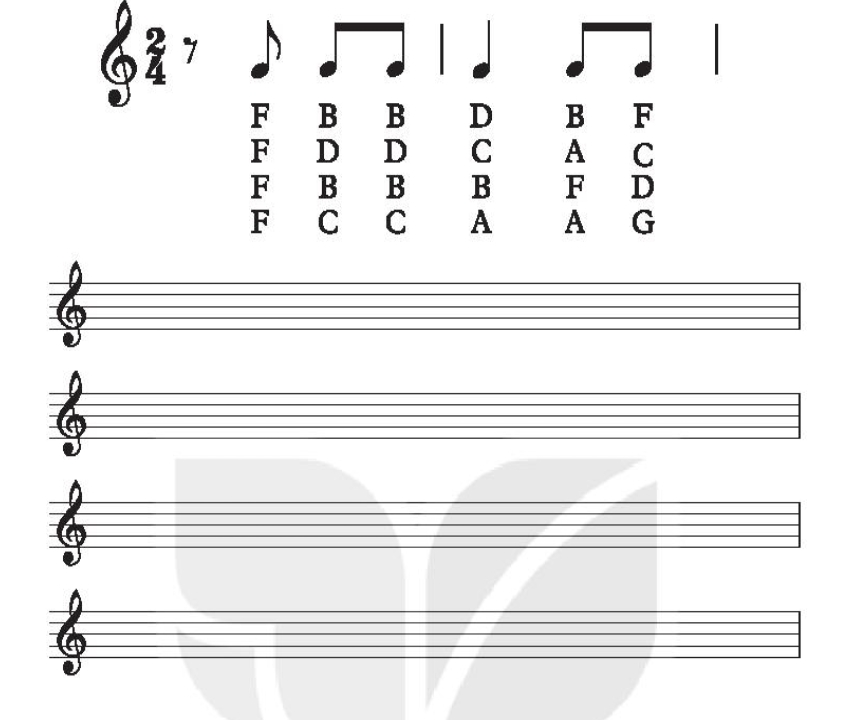 2
4
F B B D B F
F D D C A C
F B B B F D
F C C A A G